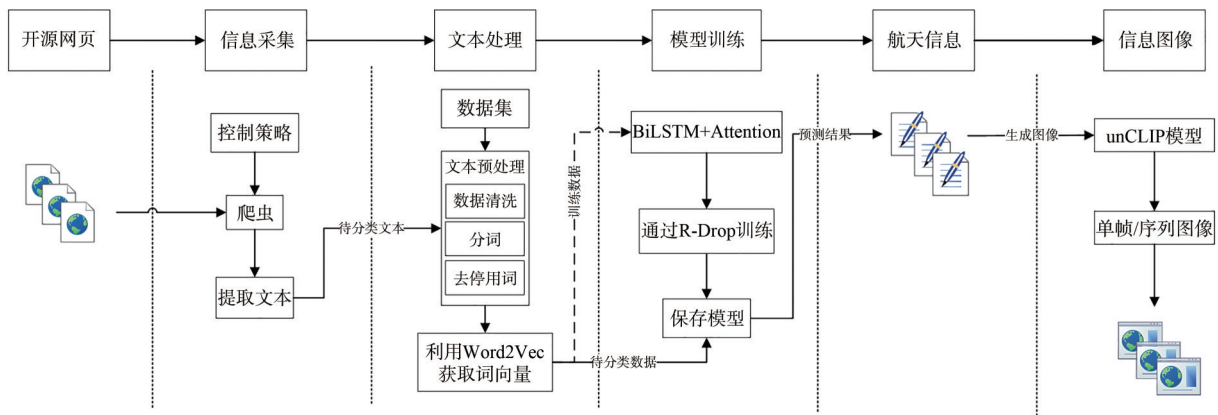 开源网页
信息采集
文本处理
模型训练
航天信息
信息图像
控制策略
爬虫
提取文本
待分类文本
数据集
文本预处理
数据清洗
分词
去停用词
利用Word2Vec
获取词向量
训练数据
待分类数据
BiLSTM+Attention
通过R-Drop训练
保存模型
预测结果
生成图像
unCLIP模型
单帧/序列图像